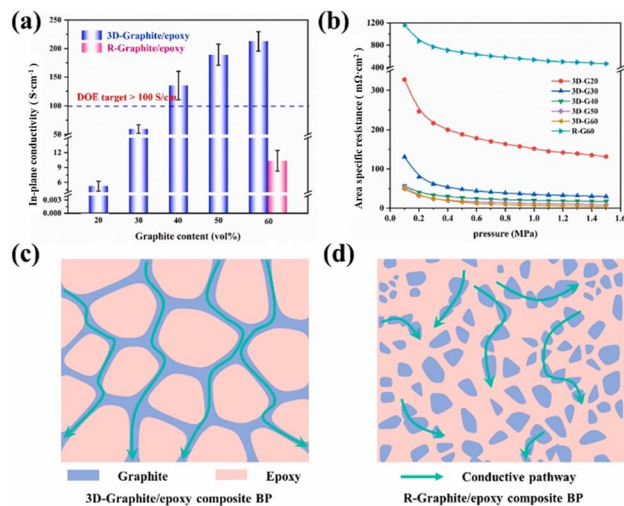 (a)
3D-Graphite/epoxy
R-Graphite/epoxy
In-plane conductivity ( S·cm⁻¹ )
250
200
150
100
50
12
9
6
0.003
0.000
DOE target > 100 S/cm
20
30
40
50
60
Graphite content (vol%)
(b)
Area specific resistance ( mΩ·cm² )
1200
800
400
200
100
0
3D-G20
3D-G30
3D-G40
3D-G50
3D-G60
R-G60
0.0
0.2
0.4
0.6
0.8
1.0
1.2
1.4
1.6
pressure (MPa)
(c)
(d)
Graphite
Epoxy
Conductive pathway
3D-Graphite/epoxy composite BP
R-Graphite/epoxy composite BP